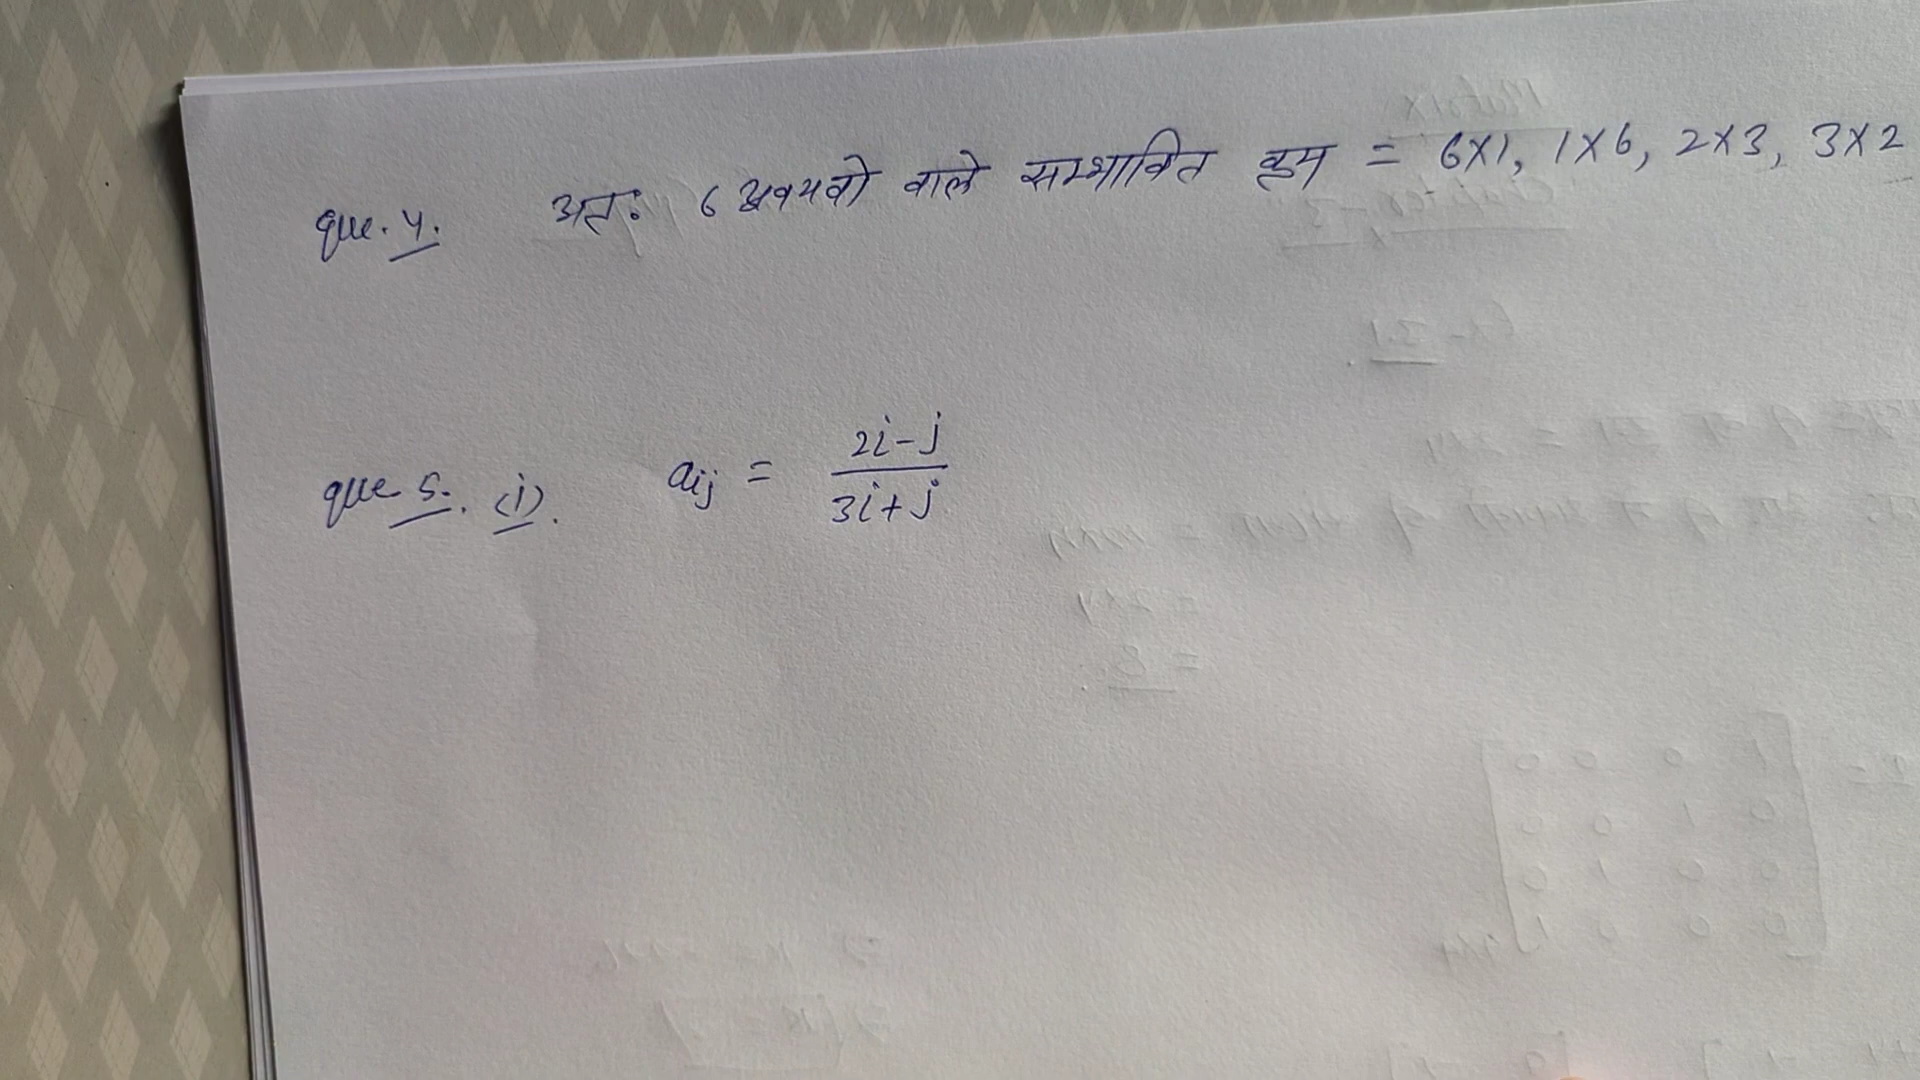 que. 4. अतः 6 अवयवो वाले सम्भावित क्रम = 6×1, 1×6, 2×3, 3×2
que 5. (i). aij = 2i-j / 3i+j